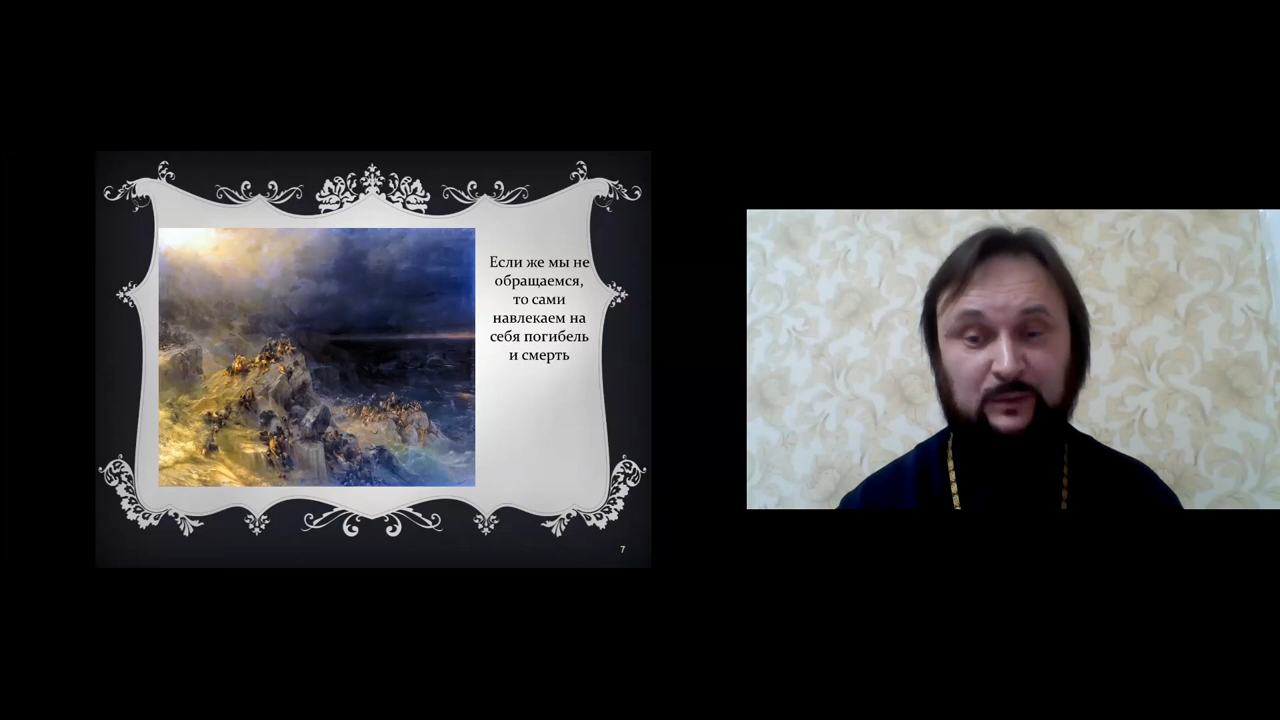 Если же мы не
обращаемся,
то сами
навлекаем на
себя погибель
и смерть
7